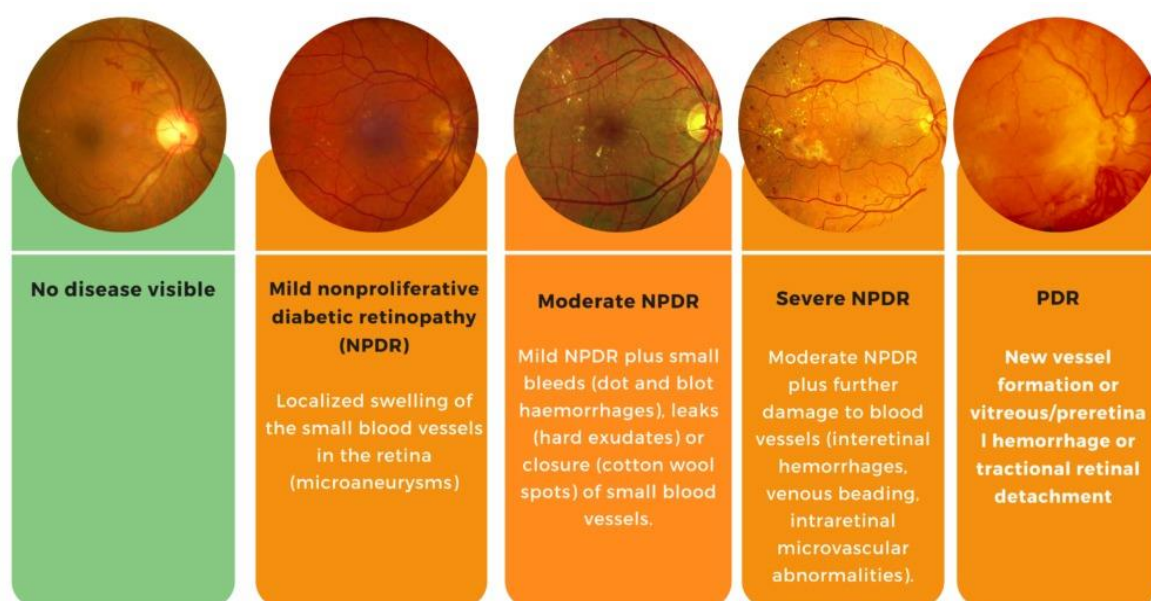 No disease visible
Mild nonproliferative
diabetic retinopathy
(NPDR)
Localized swelling of
the small blood vessels
in the retina
(microaneurysms)
Moderate NPDR
Mild NPDR plus small
bleeds (dot and blot
haemorrhages), leaks
(hard exudates) or
closure (cotton wool
spots) of small blood
vessels.
Severe NPDR
Moderate NPDR
plus further
damage to blood
vessels (interetinal
hemorrhages,
venous beading,
intraretinal
microvascular
abnormalities).
PDR
New vessel
formation or
vitreous/preretina
l hemorrhage or
tractional retinal
detachment